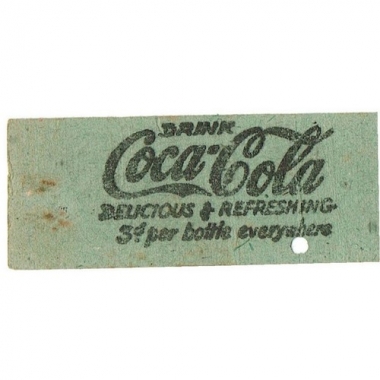 DRINK
Coca-Cola
DELICIOUS & REFRESHING
3d per bottle everywhere